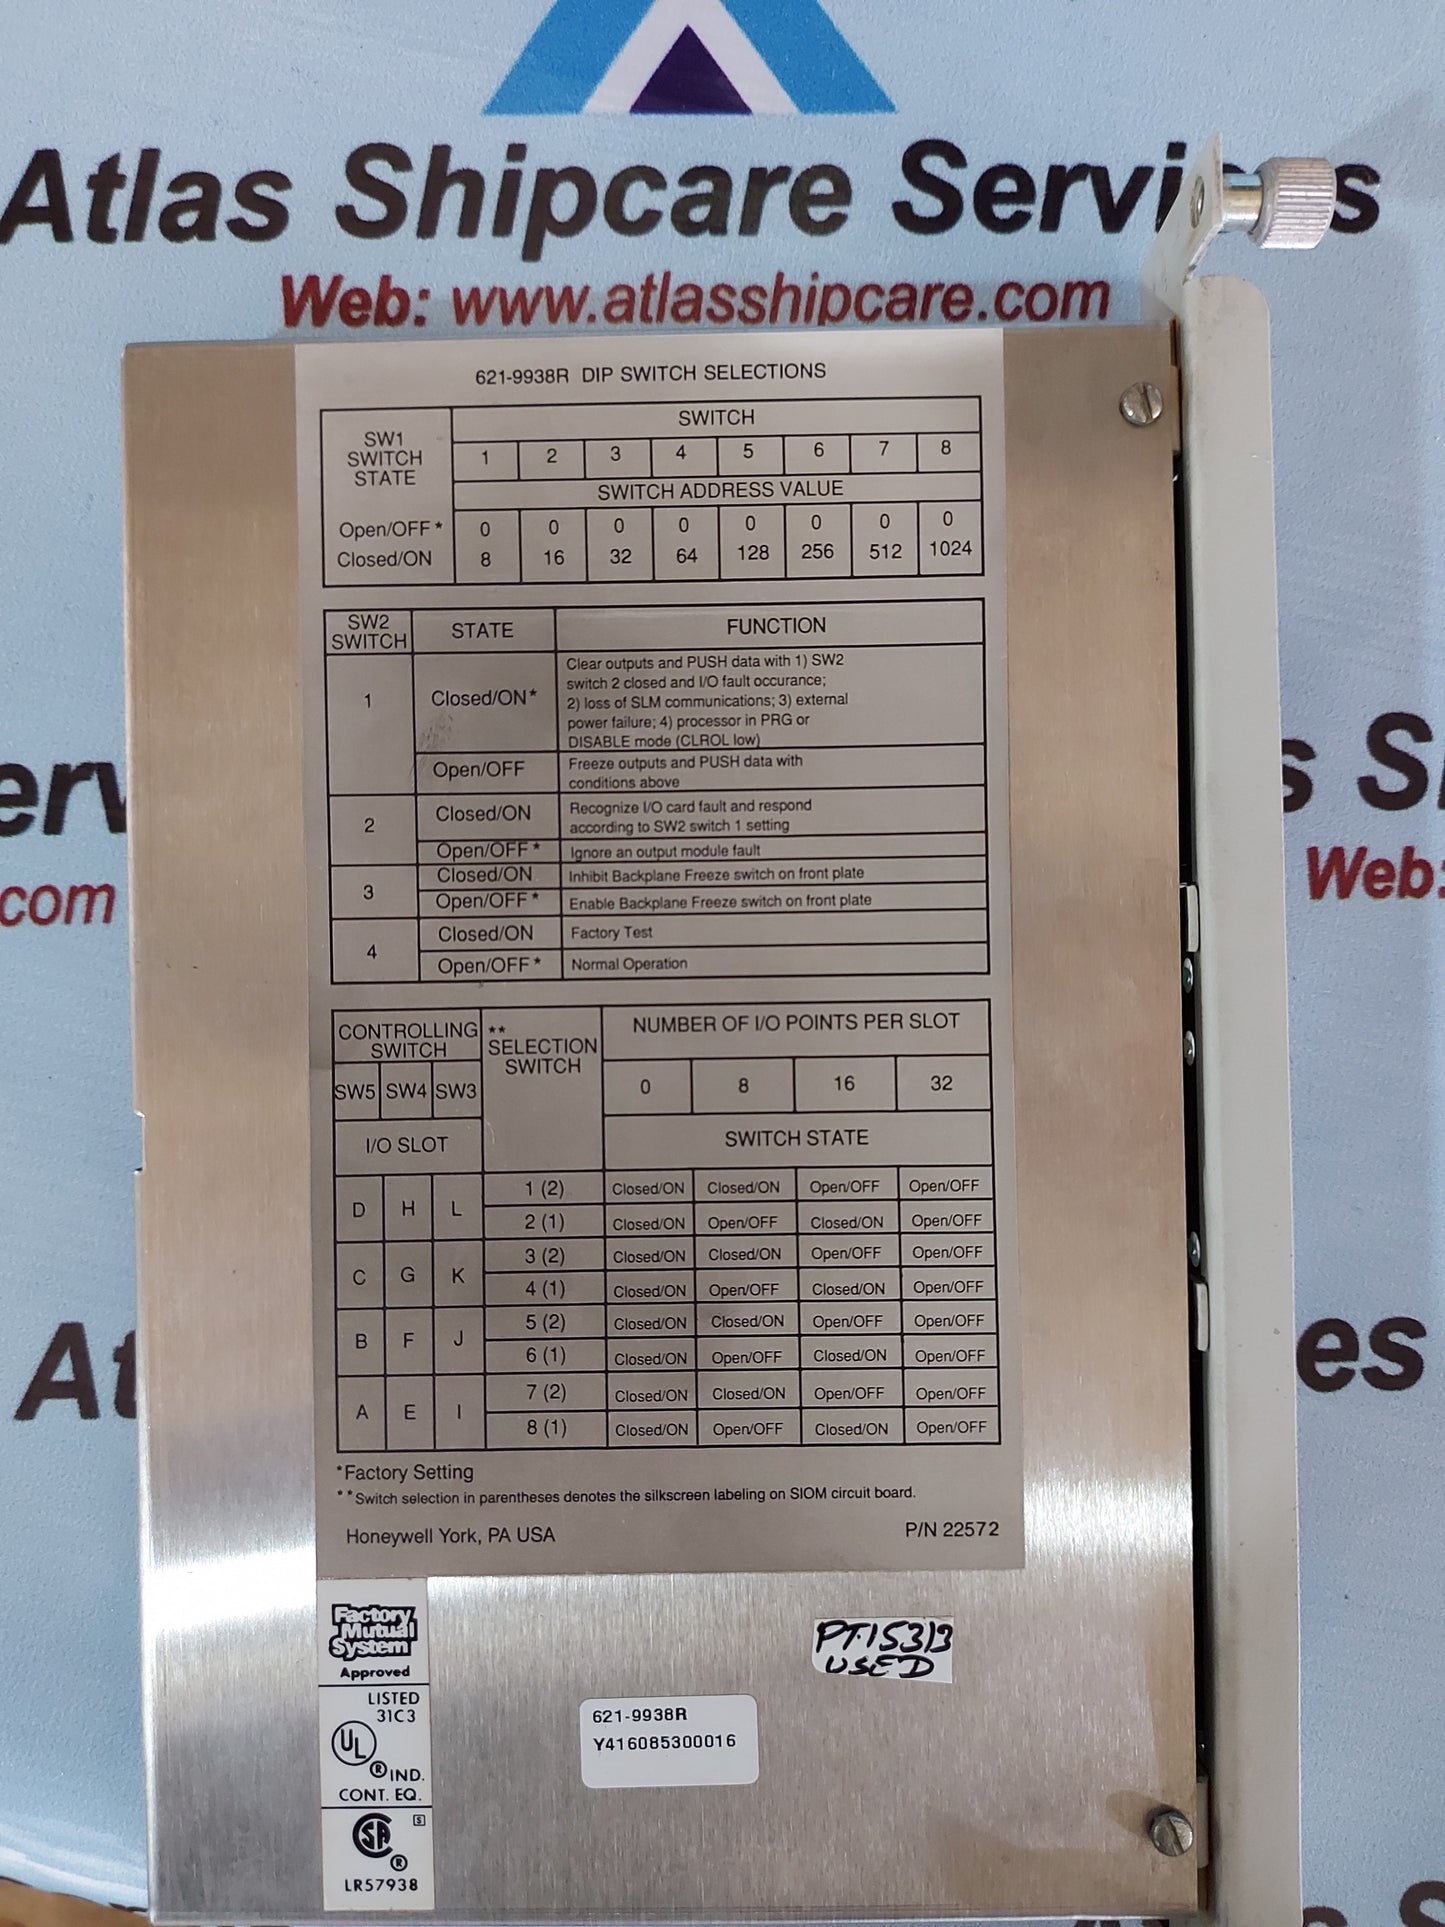 Atlas Shipcare Services
Web: www.atlasshipcare.com
621-9938R DIP SWITCH SELECTIONS
SW1 SWITCH STATE
SWITCH
1 2 3 4 5 6 7 8
SWITCH ADDRESS VALUE
Open/OFF* 0 0 0 0 0 0 0 0
Closed/ON 8 16 32 64 128 256 512 1024
SW2 SWITCH STATE FUNCTION
1 Closed/ON* Clear outputs and PUSH data with 1) SW2
switch 2 closed and I/O fault occurance;
2) loss of SLM communications; 3) external
power failure; 4) processor in PRG or
DISABLE mode (CLROL low)
Open/OFF Freeze outputs and PUSH data with
conditions above
2 Closed/ON Recognize I/O card fault and respond
according to SW2 switch 1 setting
Open/OFF* Ignore an output module fault
3 Closed/ON Inhibit Backplane Freeze switch on front plate
Open/OFF* Enable Backplane Freeze switch on front plate
4 Closed/ON Factory Test
Open/OFF* Normal Operation
CONTROLLING SWITCH
** SELECTION SWITCH
NUMBER OF I/O POINTS PER SLOT
SW5 SW4 SW3 0 8 16 32
I/O SLOT SWITCH STATE
D H L 1 (2) Closed/ON Closed/ON Open/OFF Open/OFF
2 (1) Closed/ON Open/OFF Closed/ON Open/OFF
C G K 3 (2) Closed/ON Closed/ON Open/OFF Open/OFF
4 (1) Closed/ON Open/OFF Closed/ON Open/OFF
B F J 5 (2) Closed/ON Closed/ON Open/OFF Open/OFF
6 (1) Closed/ON Open/OFF Closed/ON Open/OFF
A E I 7 (2) Closed/ON Closed/ON Open/OFF Open/OFF
8 (1) Closed/ON Open/OFF Closed/ON Open/OFF
*Factory Setting
**Switch selection in parentheses denotes the silkscreen labeling on SIOM circuit board.
Honeywell York, PA USA P/N 22572
Factory
Mutual
System
Approved
LISTED
31C3
UL
® IND.
CONT. EQ.
SA
S
®
LR57938
PT.15313
USED
621-9938R
Y416085300016
com
Web: